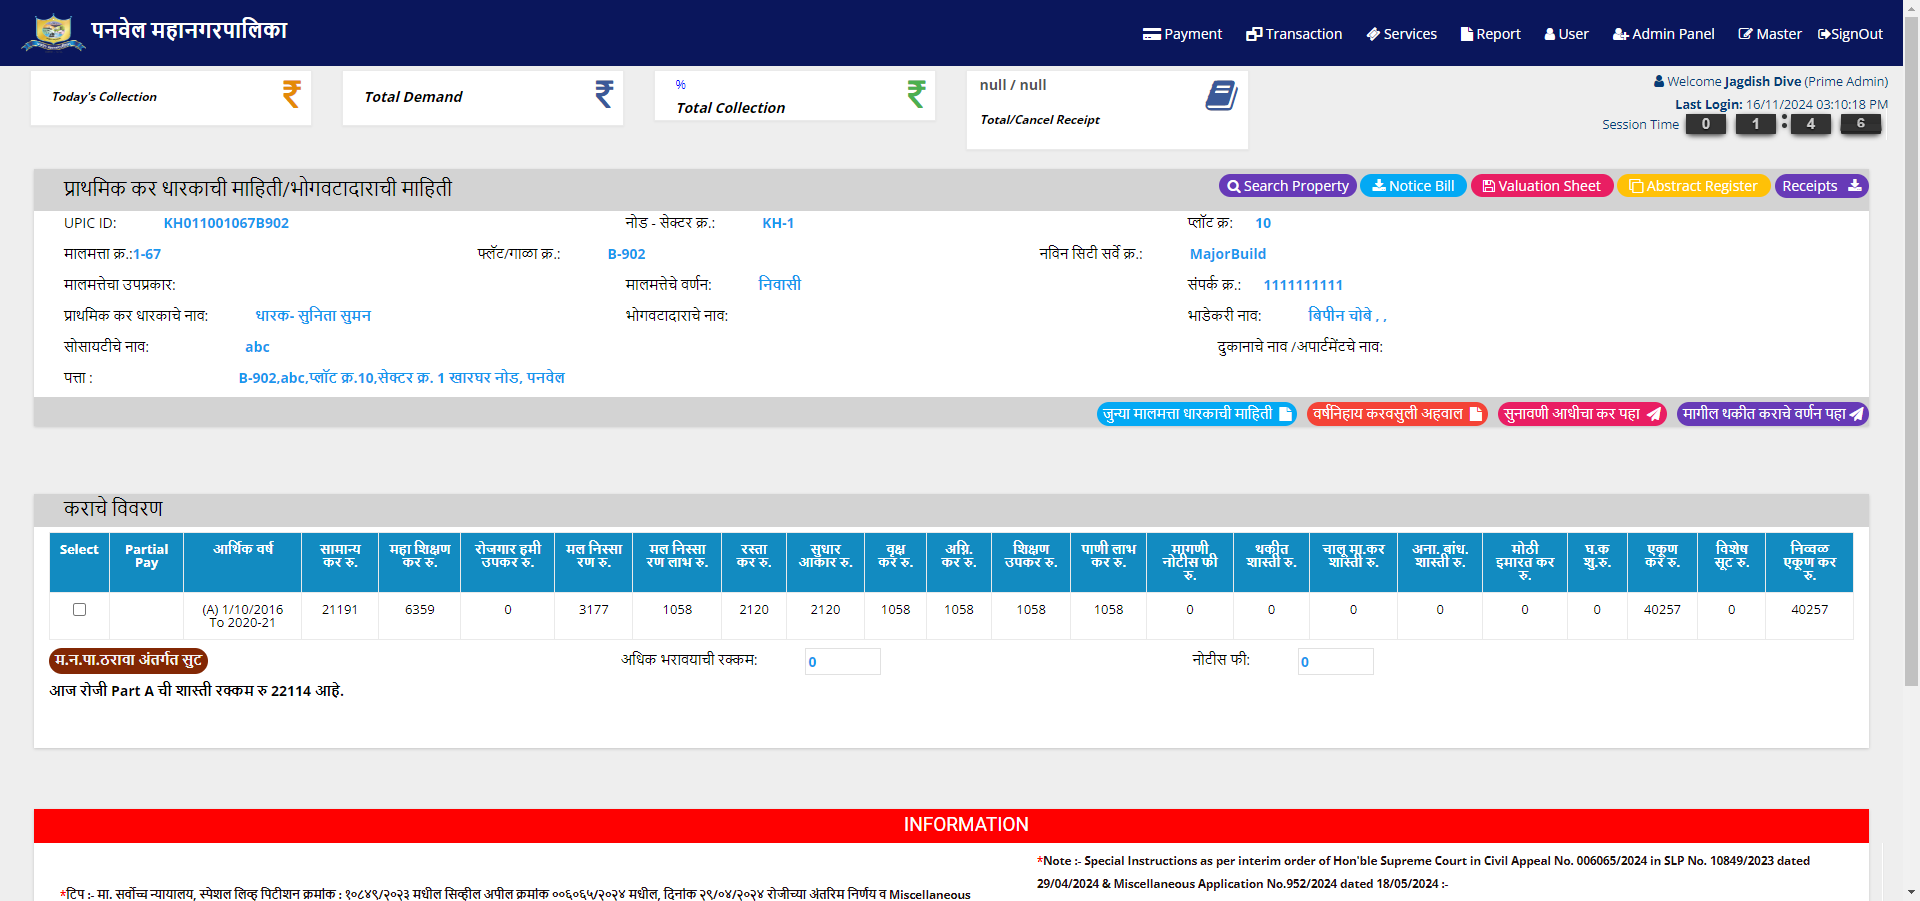 पनवेल महानगरपालिका
Payment Transaction Services Report User Admin Panel Master SignOut
Today's Collection
Total Demand
%
Total Collection
null / null
Total/Cancel Receipt
Welcome Jagdish Dive (Prime Admin)
Last Login: 16/11/2024 03:10:18 PM
Session Time 0 1 : 4 6
प्राथमिक कर धारकाची माहिती/भोगवटादाराची माहिती
Search Property Notice Bill Valuation Sheet Abstract Register Receipts
UPIC ID: KH011001067B902 नोड - सेक्टर क्र.: KH-1 प्लॉट क्र: 10
मालमत्ता क्र.:1-67 फ्लॅट/गाळा क्र.: B-902 नविन सिटी सर्वे क्र.: MajorBuild
मालमत्तेचा उपप्रकार: मालमत्तेचे वर्णन: निवासी संपर्क क्र.: 1111111111
प्राथमिक कर धारकाचे नाव: धारक- सुनिता सुमन भोगवटादाराचे नाव: भाडेकरी नाव: बिपीन चोबे , ,
सोसायटीचे नाव: abc दुकानाचे नाव /अपार्टमेंटचे नाव:
पत्ता : B-902,abc,प्लॉट क्र.10,सेक्टर क्र. 1 खारघर नोड, पनवेल
जुन्या मालमत्ता धारकाची माहिती वर्षनिहाय करवसुली अहवाल सुनावणी आधीचा कर पहा मागील थकीत कराचे वर्णन पहा
कराचे विवरण
Select Partial Pay आर्थिक वर्ष सामान्य कर रु. महा शिक्षण कर रु. रोजगार हमी उपकर रु. मल निस्सारण रु. मल निस्सारण लाभ रु. रस्ता कर रु. सुधार आकार रु. वृक्ष कर रु. अग्नि. कर रु. शिक्षण उपकर रु. पाणी लाभ कर रु. मागणी नोटीस फी रु. थकीत शास्ती रु. चालू मा.कर शास्ती रु. अना. बांध. शास्ती रु. मोठी इमारत कर रु. घ.क शु.रु. एकूण कर रु. विशेष सूट रु. निव्वळ एकूण कर रु.
(A) 1/10/2016 To 2020-21 21191 6359 0 3177 1058 2120 2120 1058 1058 1058 1058 0 0 0 0 0 0 40257 0 40257
म.न.पा.ठरावा अंतर्गत सुट अधिक भरावयाची रक्कम: 0 नोटीस फी: 0
आज रोजी Part A ची शास्ती रक्कम रु 22114 आहे.
INFORMATION
*Note :- Special Instructions as per interim order of Hon'ble Supreme Court in Civil Appeal No. 006065/2024 in SLP No. 10849/2023 dated
29/04/2024 & Miscellaneous Application No.952/2024 dated 18/05/2024 :-
*टिप :- मा. सर्वोच्च न्यायालय, स्पेशल लिव्ह पिटीशन क्रमांक : १०८४९/२०२३ मधील सिव्हील अपील क्रमांक ००६०६५/२०२४ मधील, दिनांक २९/०४/२०२४ रोजीच्या अंतरिम निर्णय व Miscellaneous